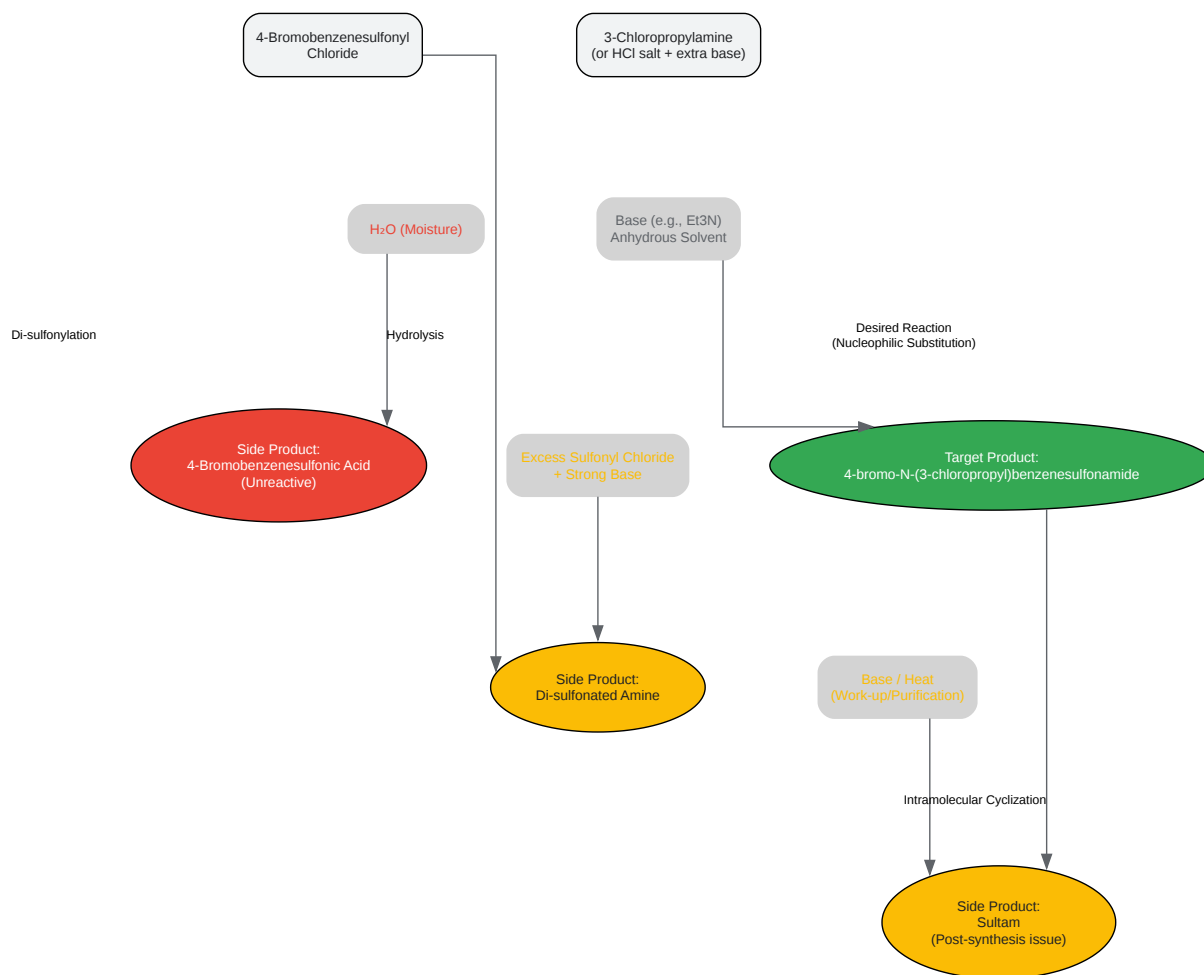 4-Bromobenzenesulfonyl
Chloride
3-Chloropropylamine
(or HCl salt + extra base)
H₂O (Moisture)
Base (e.g., Et3N)
Anhydrous Solvent
Di-sulfonylation
Hydrolysis
Desired Reaction
(Nucleophilic Substitution)
Side Product:
4-Bromobenzenesulfonic Acid
(Unreactive)
Excess Sulfonyl Chloride
+ Strong Base
Target Product:
4-bromo-N-(3-chloropropyl)benzenesulfonamide
Side Product:
Di-sulfonated Amine
Base / Heat
(Work-up/Purification)
Intramolecular Cyclization
Side Product:
Sultam
(Post-synthesis issue)